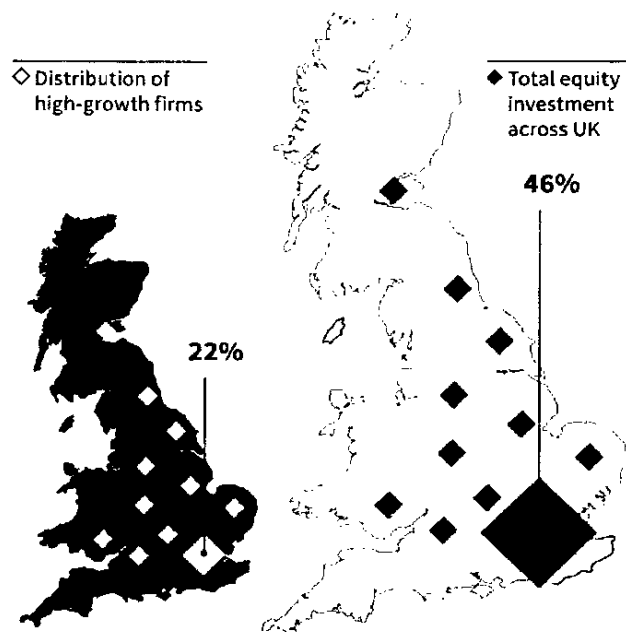 Distribution of
high-growth firms
22%
Total equity
investment
across UK
46%